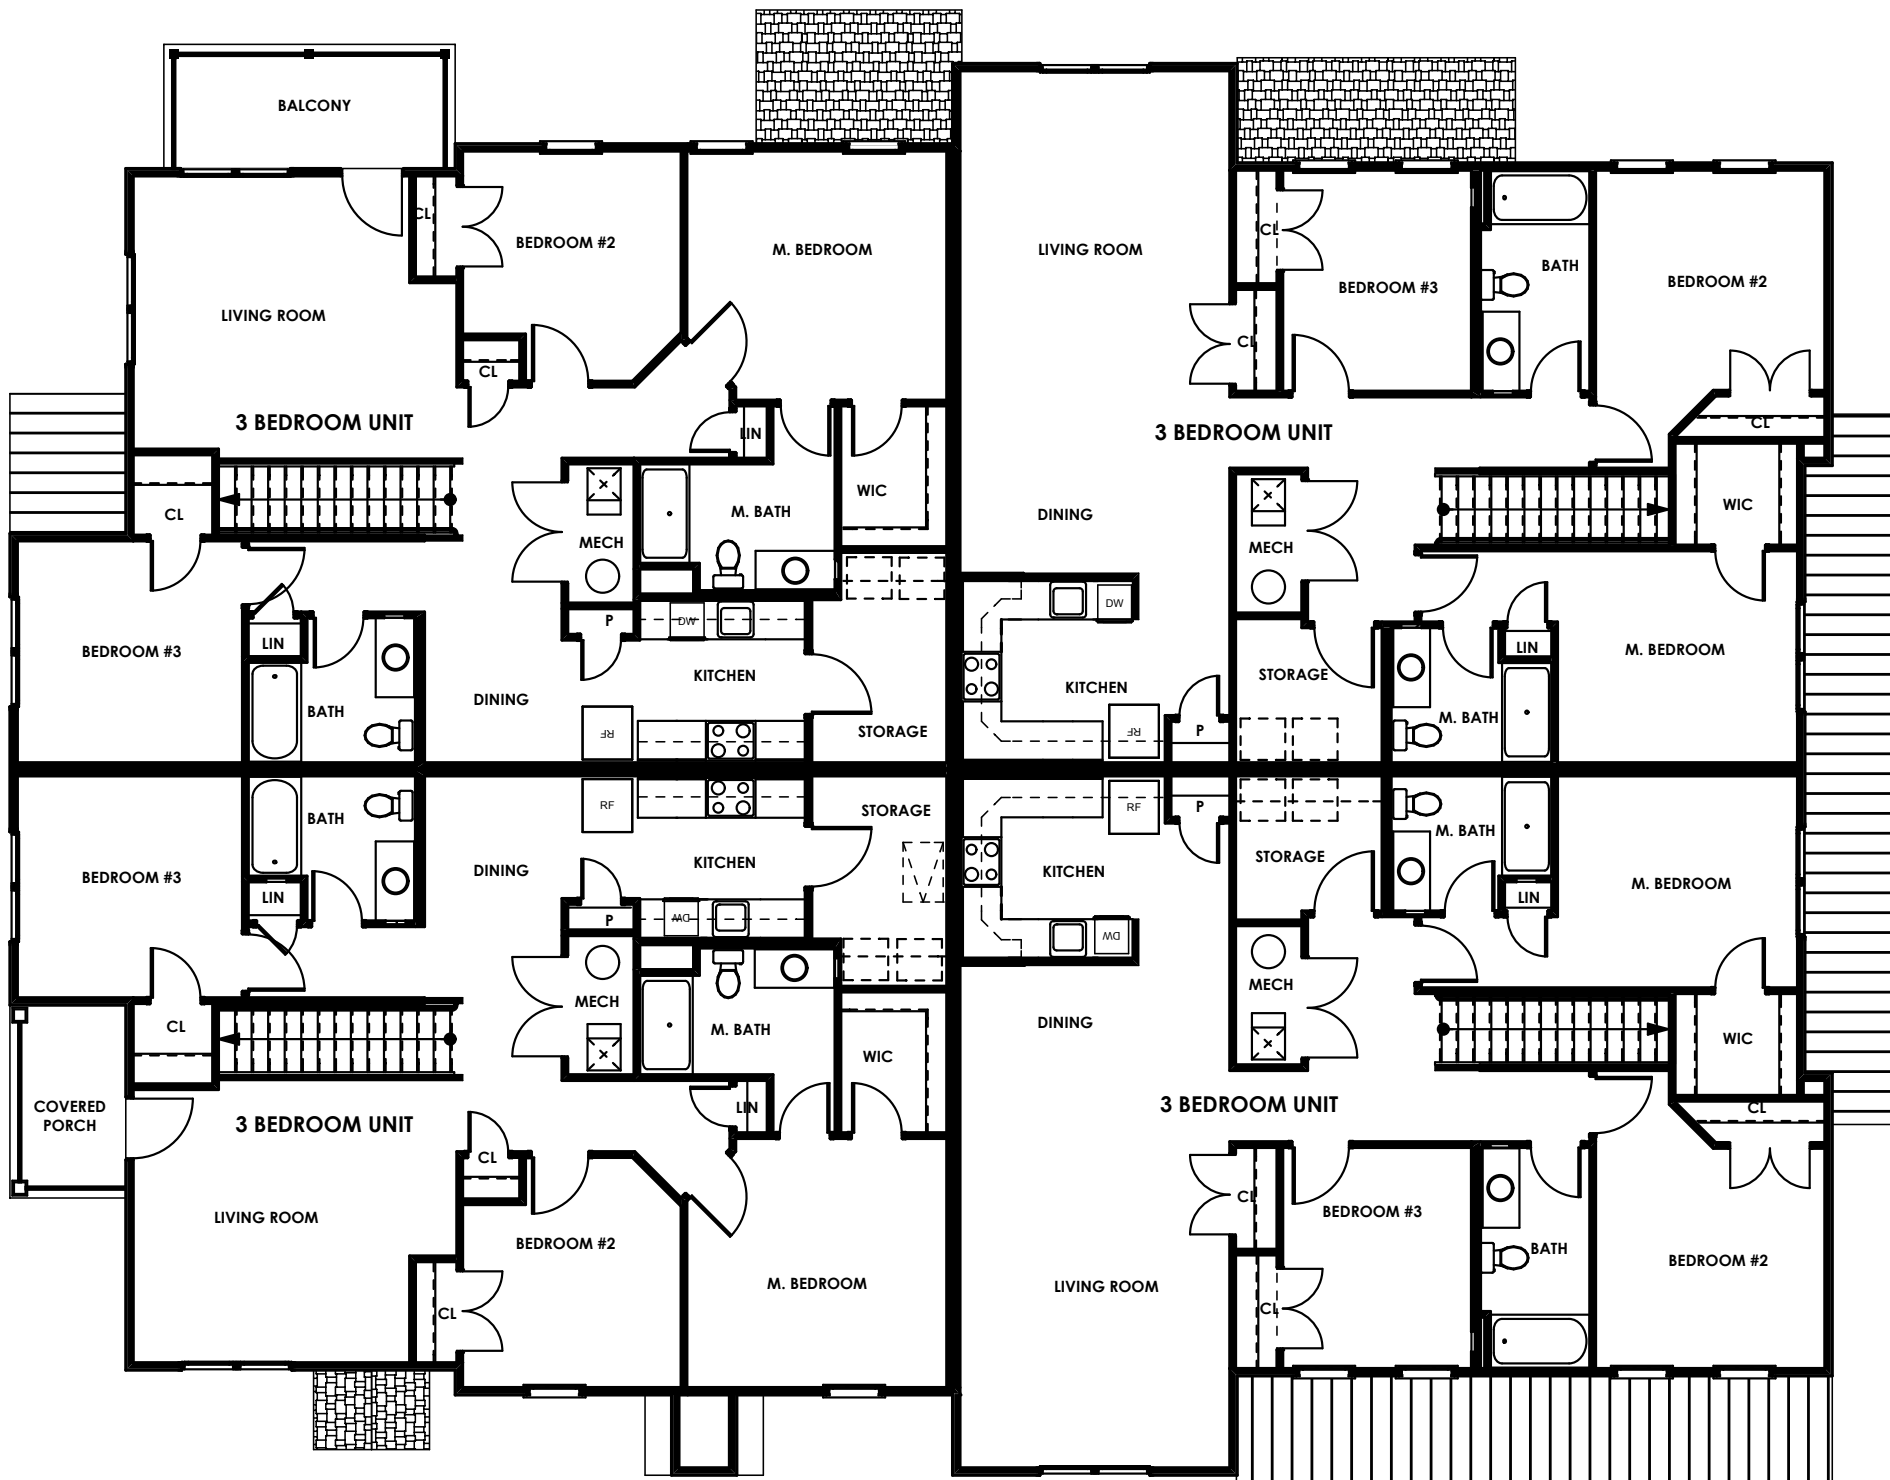 BALCONY
CL
BEDROOM #2
M. BEDROOM
LIVING ROOM
CL
3 BEDROOM UNIT
LIN
CL
MECH
M. BATH
WIC
BEDROOM #3
LIN
BATH
DINING
P
DW
KITCHEN
RF
STORAGE
LIVING ROOM
CL
CL
BEDROOM #3
BATH
BEDROOM #2
3 BEDROOM UNIT
CL
DINING
MECH
WIC
DW
KITCHEN
RF
P
STORAGE
M. BATH
LIN
M. BEDROOM
BEDROOM #3
BATH
LIN
DINING
RF
KITCHEN
STORAGE
P
DW
MECH
M. BATH
WIC
CL
COVERED
PORCH
3 BEDROOM UNIT
LIN
CL
LIVING ROOM
BEDROOM #2
M. BEDROOM
CL
RF
P
KITCHEN
DW
STORAGE
M. BATH
LIN
M. BEDROOM
DINING
MECH
WIC
3 BEDROOM UNIT
CL
CL
BEDROOM #3
BATH
BEDROOM #2
LIVING ROOM
CL